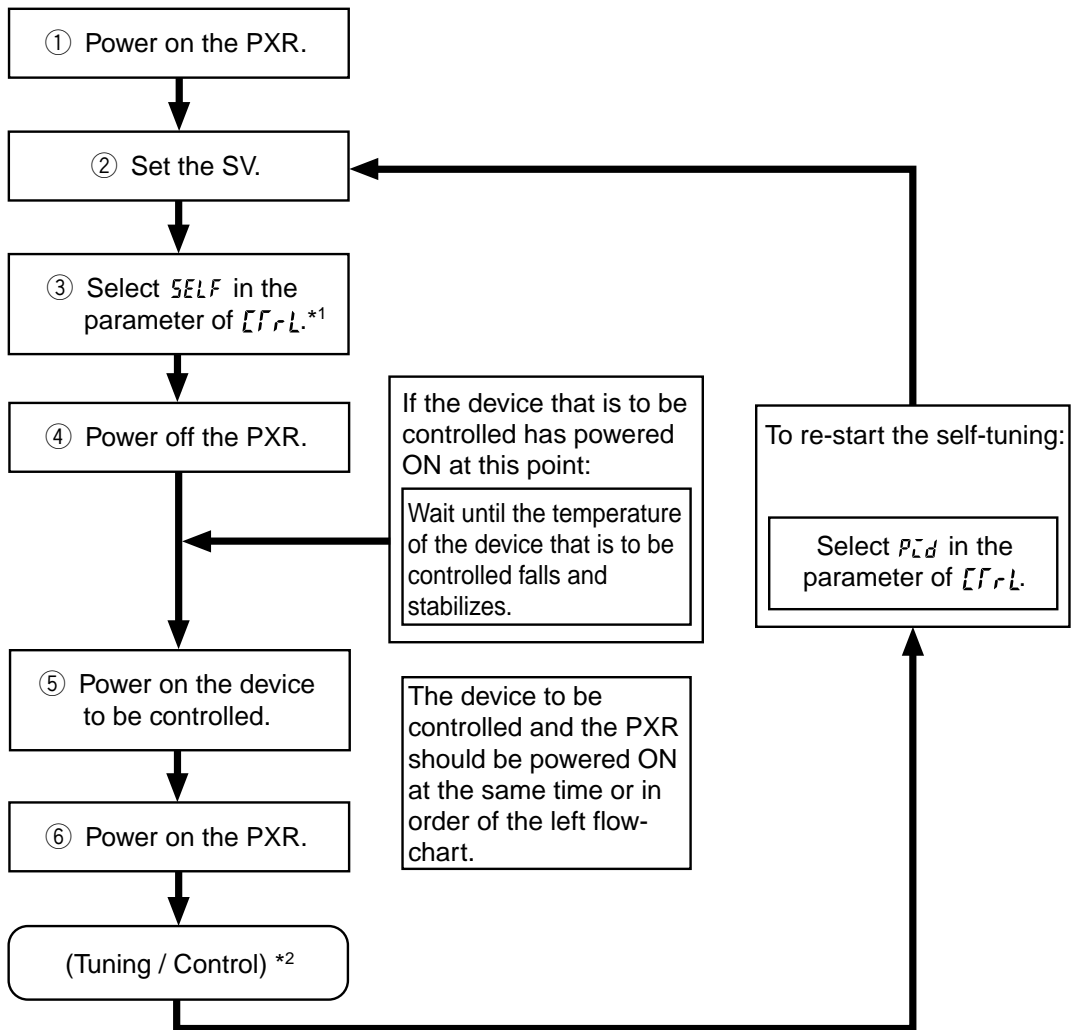 ① Power on the PXR.
② Set the SV.
③ Select SELF in the
parameter of CTrL.*1
④ Power off the PXR.
If the device that is to be
controlled has powered
ON at this point:
Wait until the temperature
of the device that is to be
controlled falls and
stabilizes.
To re-start the self-tuning:
Select Pid in the
parameter of CTrL.
⑤ Power on the device
to be controlled.
The device to be
controlled and the PXR
should be powered ON
at the same time or in
order of the left flow-
chart.
⑥ Power on the PXR.
(Tuning / Control) *2